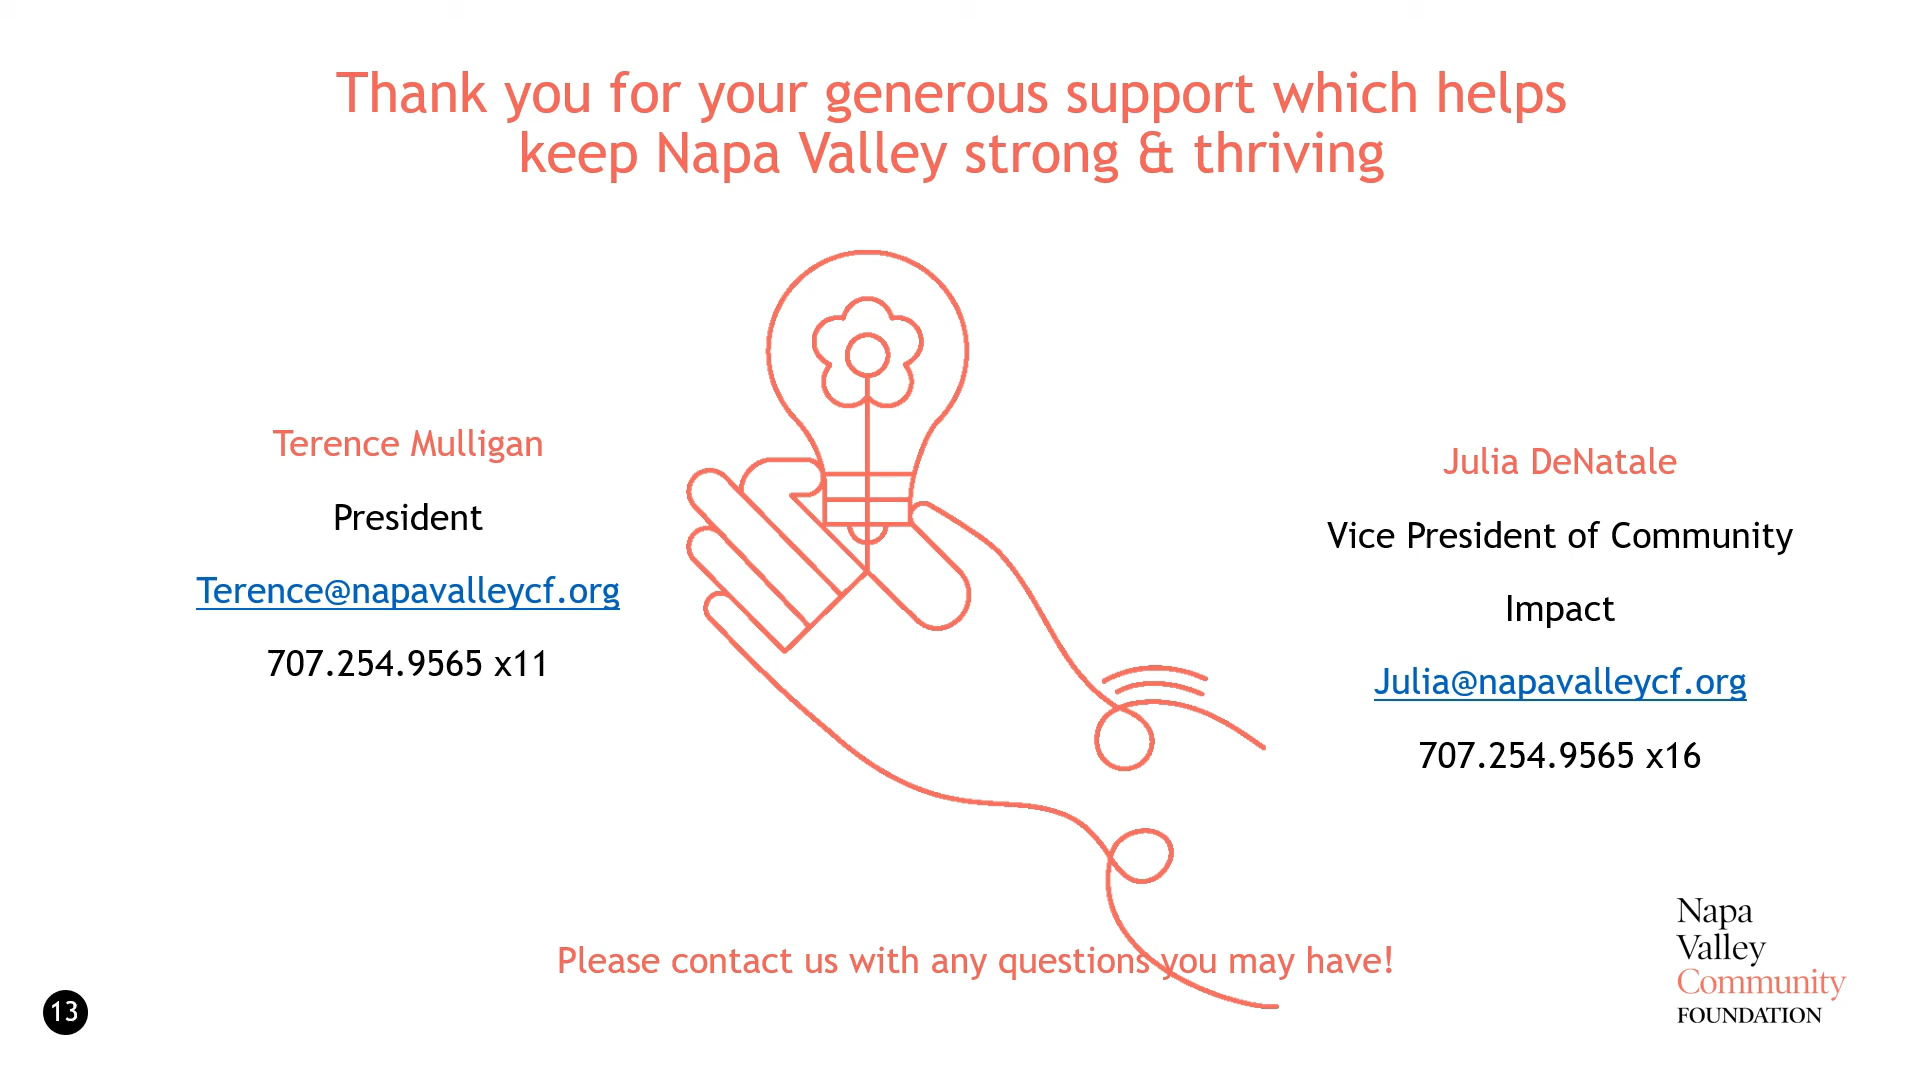 Thank you for your generous support which helps
keep Napa Valley strong & thriving
Terence Mulligan
President
Terence@napavalleycf.org
707.254.9565 x11
Julia DeNatale
Vice President of Community
Impact
Julia@napavalleycf.org
707.254.9565 x16
Please contact us with any questions you may have!
Napa
Valley
Community
FOUNDATION
13